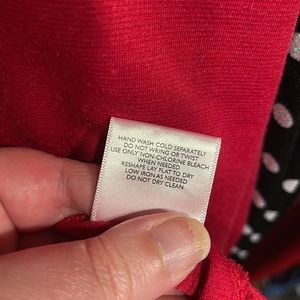 HAND WASH COLD SEPARATELY
DO NOT WRING OR TWIST
USE ONLY NON-CHLORINE BLEACH
WHEN NEEDED
RESHAPE LAY FLAT TO DRY
LOW IRON AS NEEDED
DO NOT DRY CLEAN